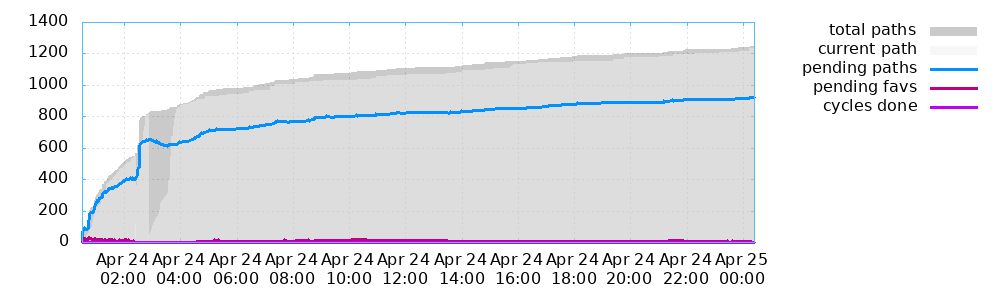 1400
1200
1000
800
600
400
200
0
Apr 24 Apr 24 Apr 24 Apr 24 Apr 24 Apr 24 Apr 24 Apr 24 Apr 24 Apr 24 Apr 24 Apr 25
02:00 04:00 06:00 08:00 10:00 12:00 14:00 16:00 18:00 20:00 22:00 00:00
total paths
current path
pending paths
pending favs
cycles done